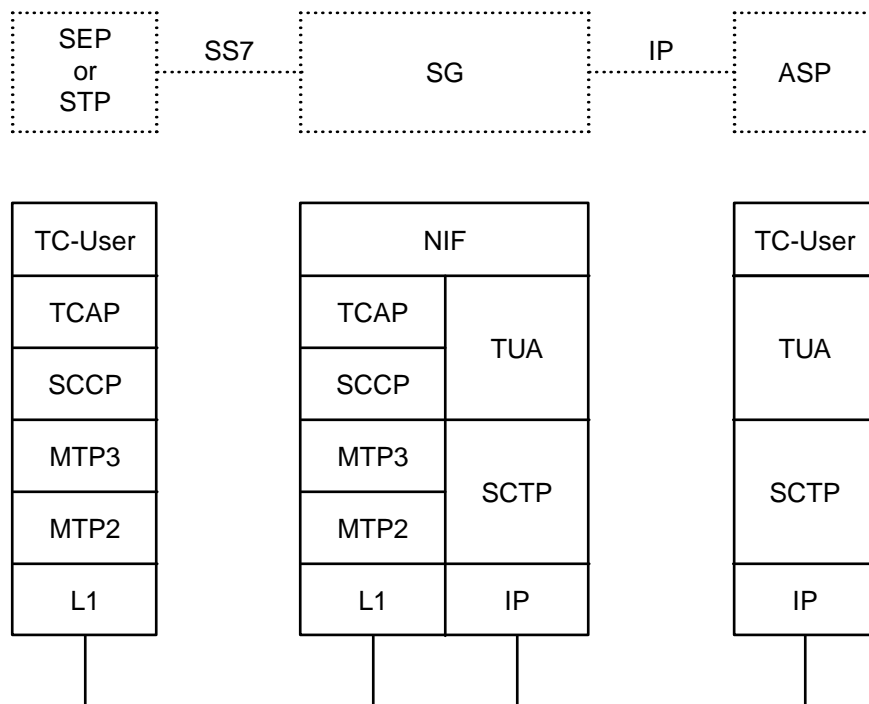 SEP
or
STP
SS7
SG
IP
ASP
TC-User
TCAP
SCCP
MTP3
MTP2
L1
NIF
TCAP
SCCP
MTP3
MTP2
L1
TUA
SCTP
IP
TC-User
TUA
SCTP
IP